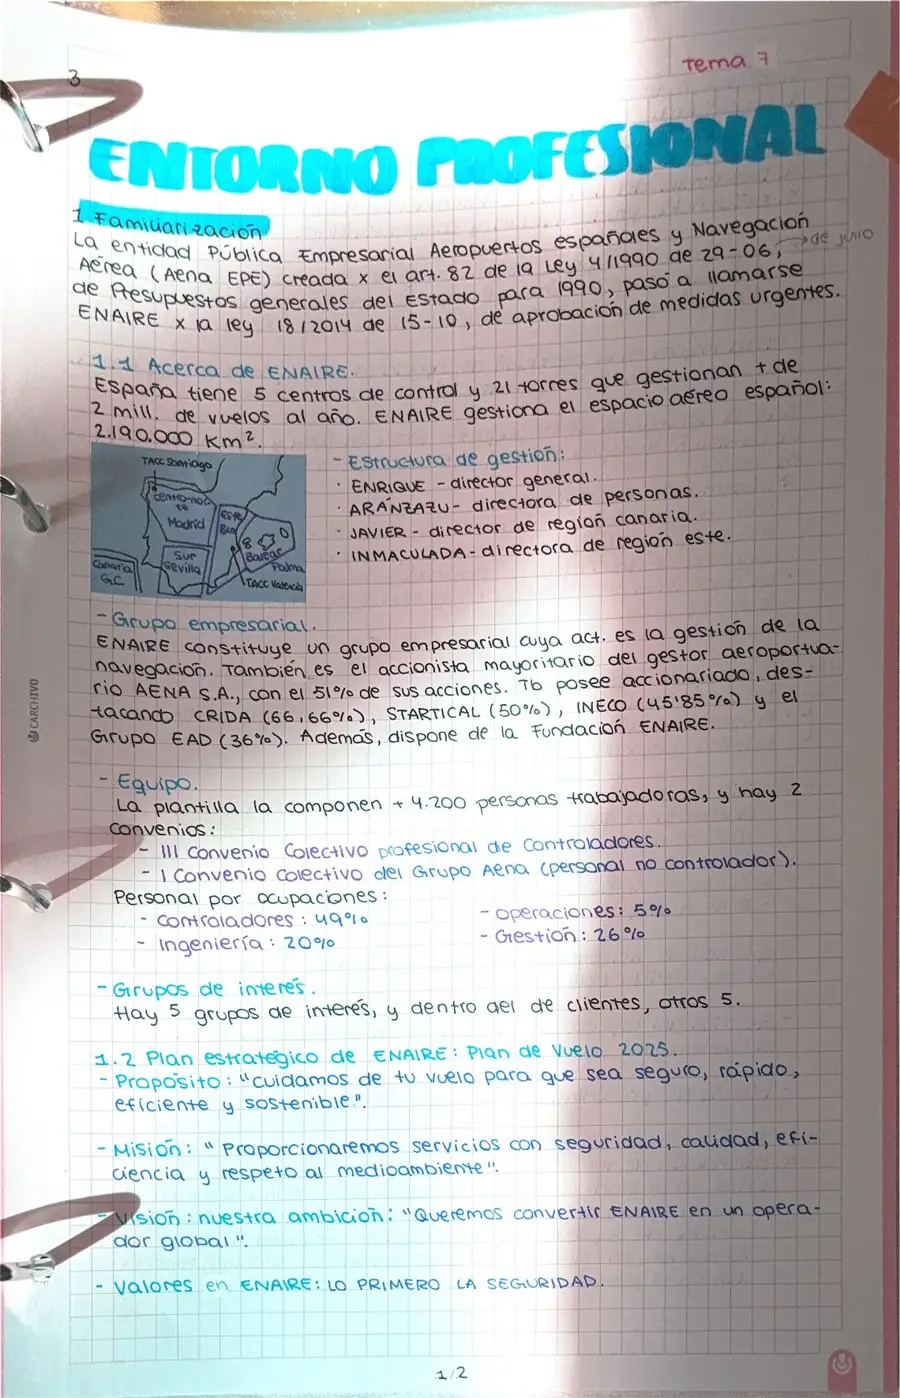 Tema 7
3
ENTORNO PROFESIONAL
1 Familiarización
La entidad Pública Empresarial Aeropuertos españoles y Navegación
Aérea (Aena EPE) creada x el art. 82 de la Ley 4/1990 de 29-06, → de junio
de Presupuestos generales del Estado para 1990, pasó a llamarse
ENAIRE x la ley 18/2014 de 15-10, de aprobación de medidas urgentes.
1.1 Acerca de ENAIRE.
España tiene 5 centros de control y 21 torres que gestionan + de
2 mill. de vuelos al año. ENAIRE gestiona el espacio aéreo español:
2.190.000 Km².
TACC Santiago
Madrid
Este
Sur
Sevilla
Canaria
G.C
Balear
Palma
TACC Valencia
- Estructura de gestión:
· ENRIQUE - director general.
· ARÁNZAZU - directora de personas.
· JAVIER - director de región canaria.
· INMACULADA - directora de región este.
- Grupo empresarial.
ENAIRE constituye un grupo empresarial cuya act. es la gestión de la
navegación. También es el accionista mayoritario del gestor aeroportua-
rio AENA S.A., con el 51% de sus acciones. Tb posee accionariado, des-
tacando CRIDA (66,66%), STARTICAL (50%), INECO (45'85%) y el
Grupo EAD (36%). Además, dispone de la Fundación ENAIRE.
- Equipo.
La plantilla la componen + 4.200 personas trabajadoras, y hay 2
convenios:
- III Convenio Colectivo profesional de Controladores.
- I Convenio colectivo del Grupo Aena (personal no controlador).
Personal por ocupaciones:
- Controladores: 49%
- Operaciones: 5%
- Ingeniería: 20%
- Gestión: 26%
- Grupos de interés.
Hay 5 grupos de interés, y dentro del de clientes, otros 5.
1.2 Plan estratégico de ENAIRE: Plan de Vuelo 2025.
- Propósito: "cuidamos de tu vuelo para que sea seguro, rápido,
eficiente y sostenible".
- Misión: "Proporcionaremos servicios con seguridad, calidad, efi-
ciencia y respeto al medioambiente".
- Visión: nuestra ambición: "Queremos convertir ENAIRE en un opera-
dor global".
- Valores en ENAIRE: LO PRIMERO LA SEGURIDAD.
1/2
CARCHIVO